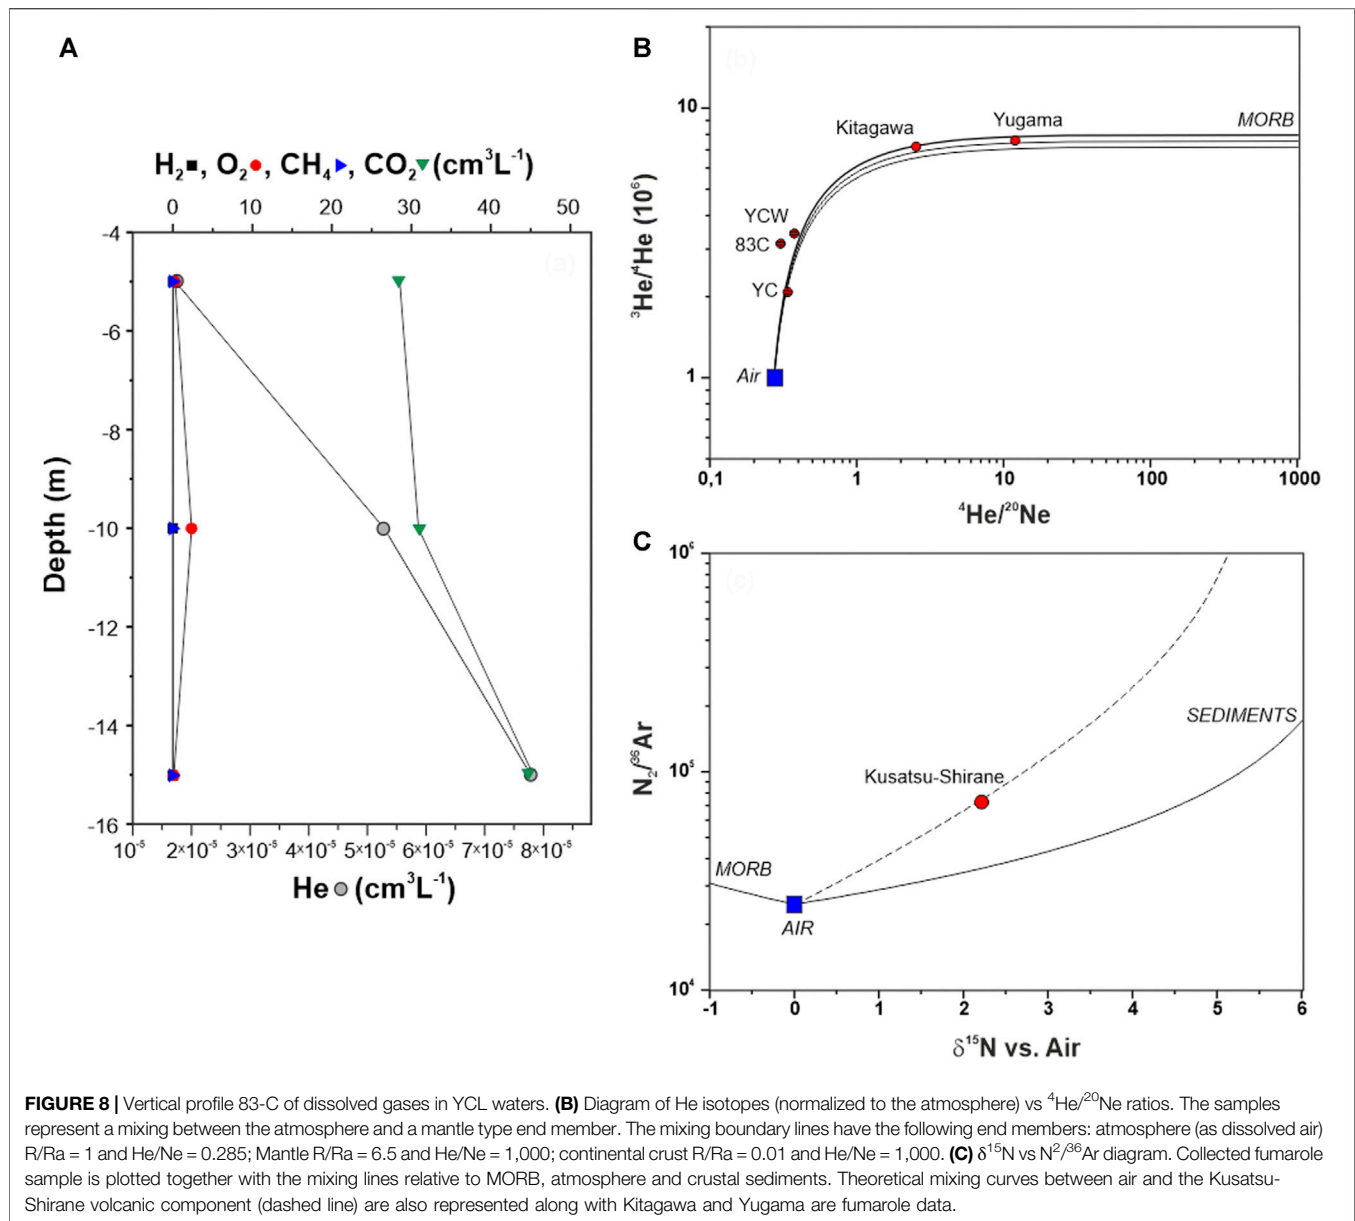 A
H₂■, O₂●, CH₄▶, CO₂▼(cm³L⁻¹)
0 10 20 30 40 50
(a)
-4
-6
-8
-10
-12
-14
-16
Depth (m)
10⁻⁵ 2×10⁻⁵ 3×10⁻⁵ 4×10⁻⁵ 5×10⁻⁵ 6×10⁻⁵ 7×10⁻⁵ 8×10⁻⁵
He (cm³L⁻¹)
B
(b)
10
1
³He/⁴He (10⁶)
MORB
Yugama
Kitagawa
YCW
83C
YC
Air
0,1 1 10 100 1000
⁴He/²⁰Ne
C
(c)
10⁶
10⁵
10⁴
N₂/³⁶Ar
SEDIMENTS
Kusatsu-Shirane
MORB
AIR
-1 0 1 2 3 4 5 6
δ¹⁵N vs. Air
FIGURE 8 | Vertical profile 83-C of dissolved gases in YCL waters. (B) Diagram of He isotopes (normalized to the atmosphere) vs ⁴He/²⁰Ne ratios. The samples
represent a mixing between the atmosphere and a mantle type end member. The mixing boundary lines have the following end members: atmosphere (as dissolved air)
R/Ra = 1 and He/Ne = 0.285; Mantle R/Ra = 6.5 and He/Ne = 1,000; continental crust R/Ra = 0.01 and He/Ne = 1,000. (C) δ¹⁵N vs N²/³⁶Ar diagram. Collected fumarole
sample is plotted together with the mixing lines relative to MORB, atmosphere and crustal sediments. Theoretical mixing curves between air and the Kusatsu-
Shirane volcanic component (dashed line) are also represented along with Kitagawa and Yugama are fumarole data.